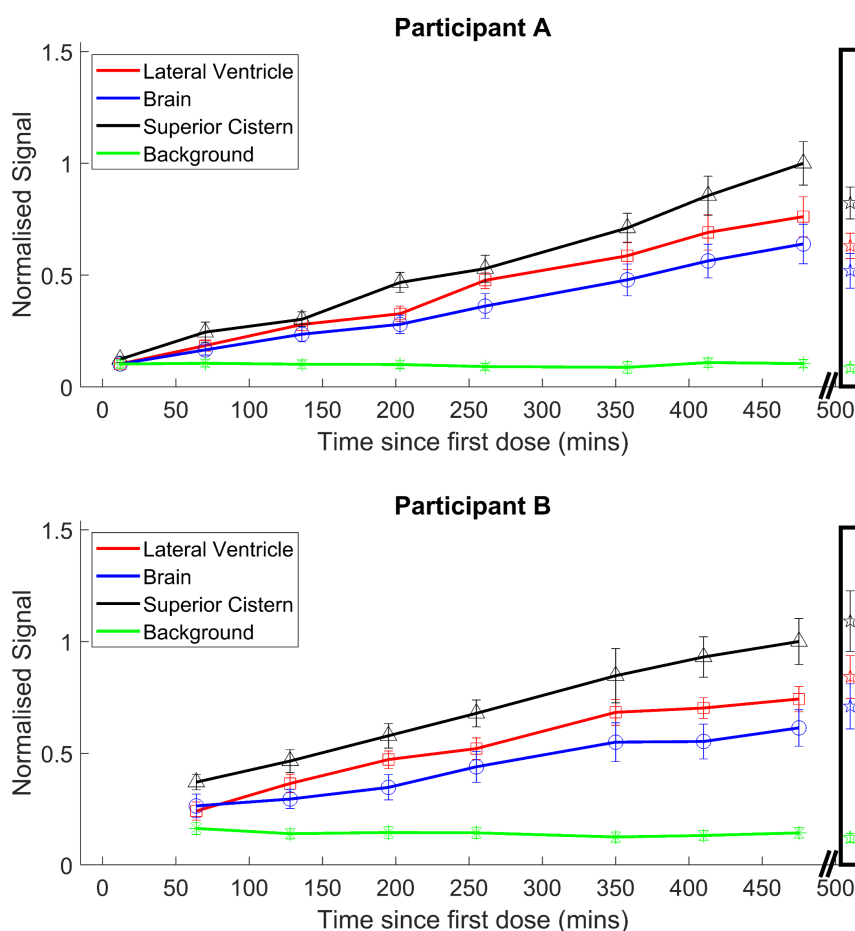 Participant A
1.5
1
0.5
0
Normalised Signal
Lateral Ventricle
Brain
Superior Cistern
Background
0 50 100 150 200 250 300 350 400 450 500
Time since first dose (mins)
Participant B
1.5
1
0.5
0
Normalised Signal
Lateral Ventricle
Brain
Superior Cistern
Background
0 50 100 150 200 250 300 350 400 450 500
Time since first dose (mins)